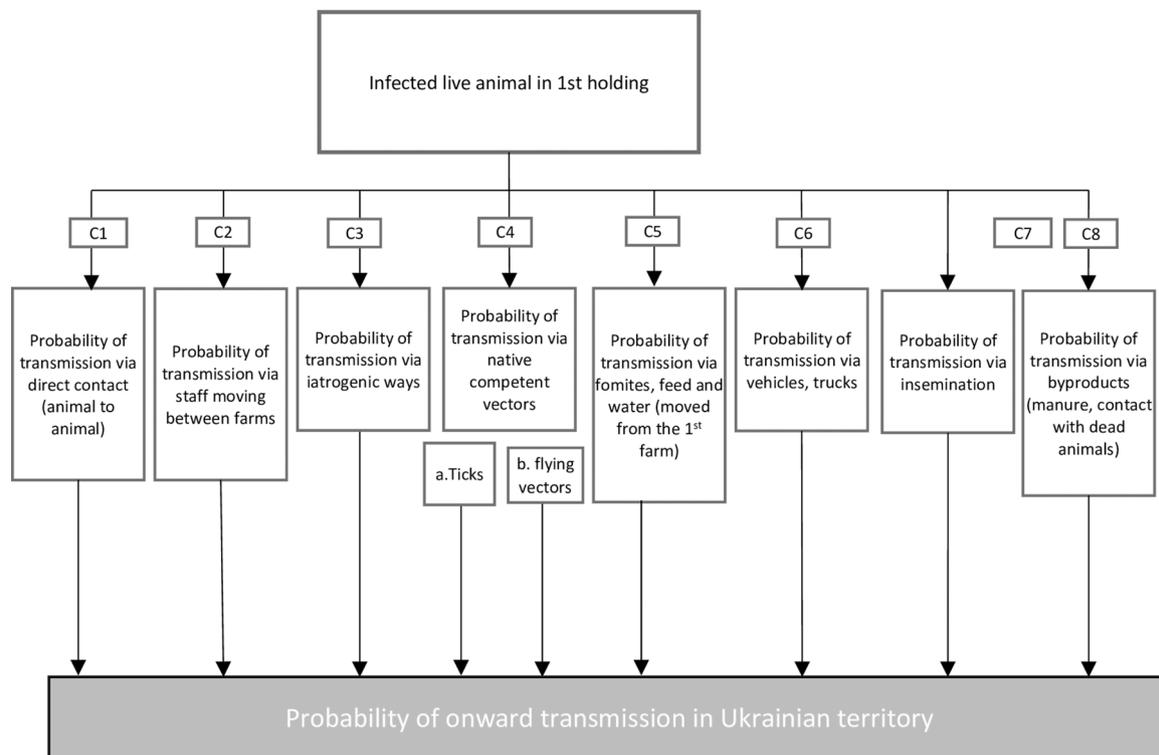 Infected live animal in 1st holding
C1
C2
C3
C4
C5
C6
C7
C8
Probability of
transmission via
direct contact
(animal to
animal)
Probability of
transmission via
staff moving
between farms
Probability of
transmission via
iatrogenic ways
Probability of
transmission via
native
competent
vectors
Probability of
transmission via
fomites, feed and
water (moved
from the 1st
farm)
Probability of
transmission via
vehicles, trucks
Probability of
transmission via
insemination
Probability of
transmission via
byproducts
(manure, contact
with dead
animals)
a.Ticks
b. flying
vectors
Probability of onward transmission in Ukrainian territory